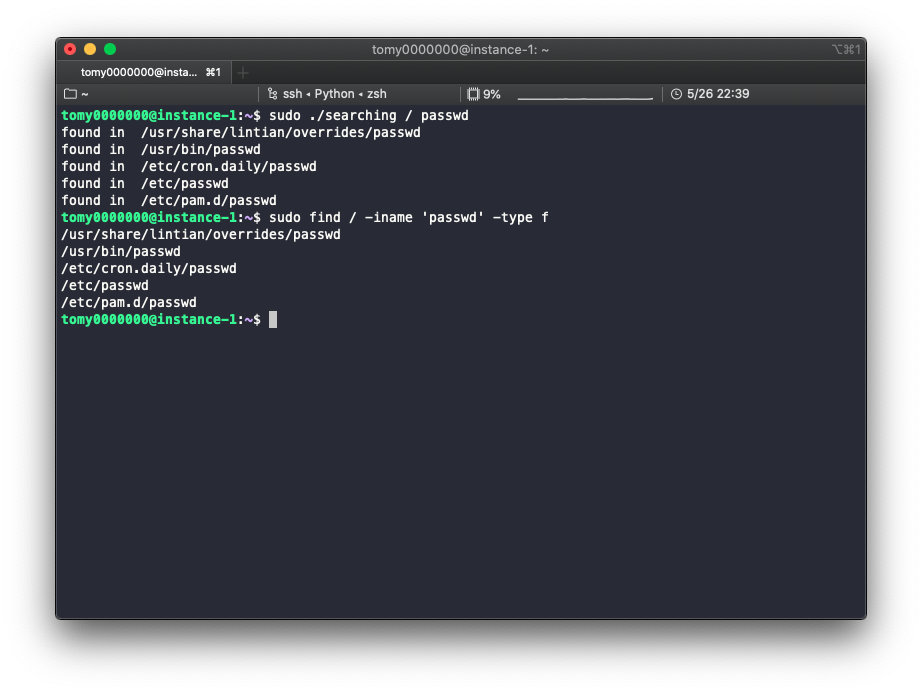 tomy0000000@instance-1: ~
⌥⌘1
tomy0000000@insta... ⌘1
~
ssh ◂ Python ◂ zsh
9%
5/26 22:39
tomy0000000@instance-1:~$ sudo ./searching / passwd
found in  /usr/share/lintian/overrides/passwd
found in  /usr/bin/passwd
found in  /etc/cron.daily/passwd
found in  /etc/passwd
found in  /etc/pam.d/passwd
tomy0000000@instance-1:~$ sudo find / -iname 'passwd' -type f
/usr/share/lintian/overrides/passwd
/usr/bin/passwd
/etc/cron.daily/passwd
/etc/passwd
/etc/pam.d/passwd
tomy0000000@instance-1:~$